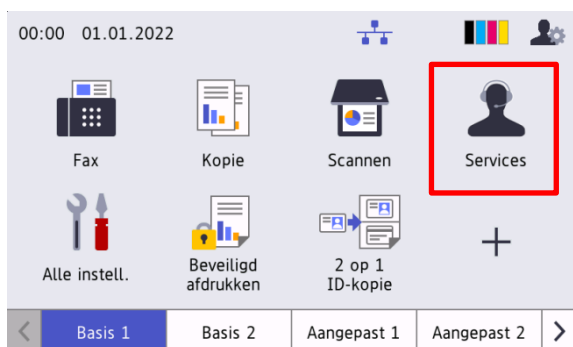 00:00 01.01.2022
Fax
Kopie
Scannen
Services
Alle instell.
Beveiligd
afdrukken
2 op 1
ID-kopie
Basis 1
Basis 2
Aangepast 1
Aangepast 2